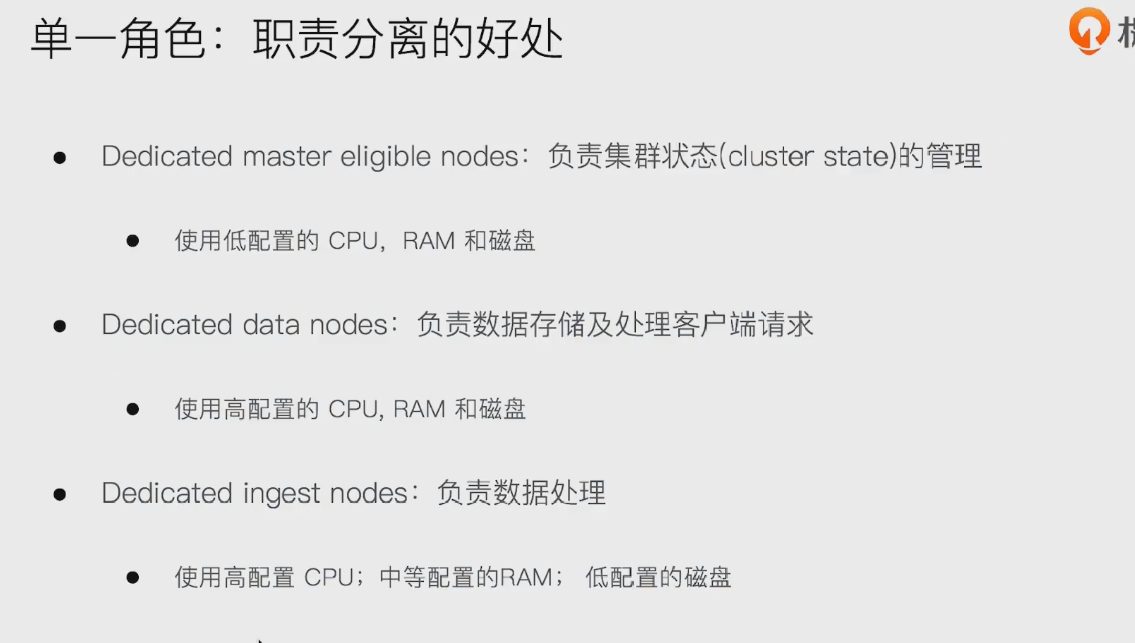 单一角色：职责分离的好处
● Dedicated master eligible nodes：负责集群状态(cluster state)的管理
● 使用低配置的 CPU，RAM 和磁盘
● Dedicated data nodes：负责数据存储及处理客户端请求
● 使用高配置的 CPU, RAM 和磁盘
● Dedicated ingest nodes：负责数据处理
● 使用高配置 CPU；中等配置的RAM； 低配置的磁盘